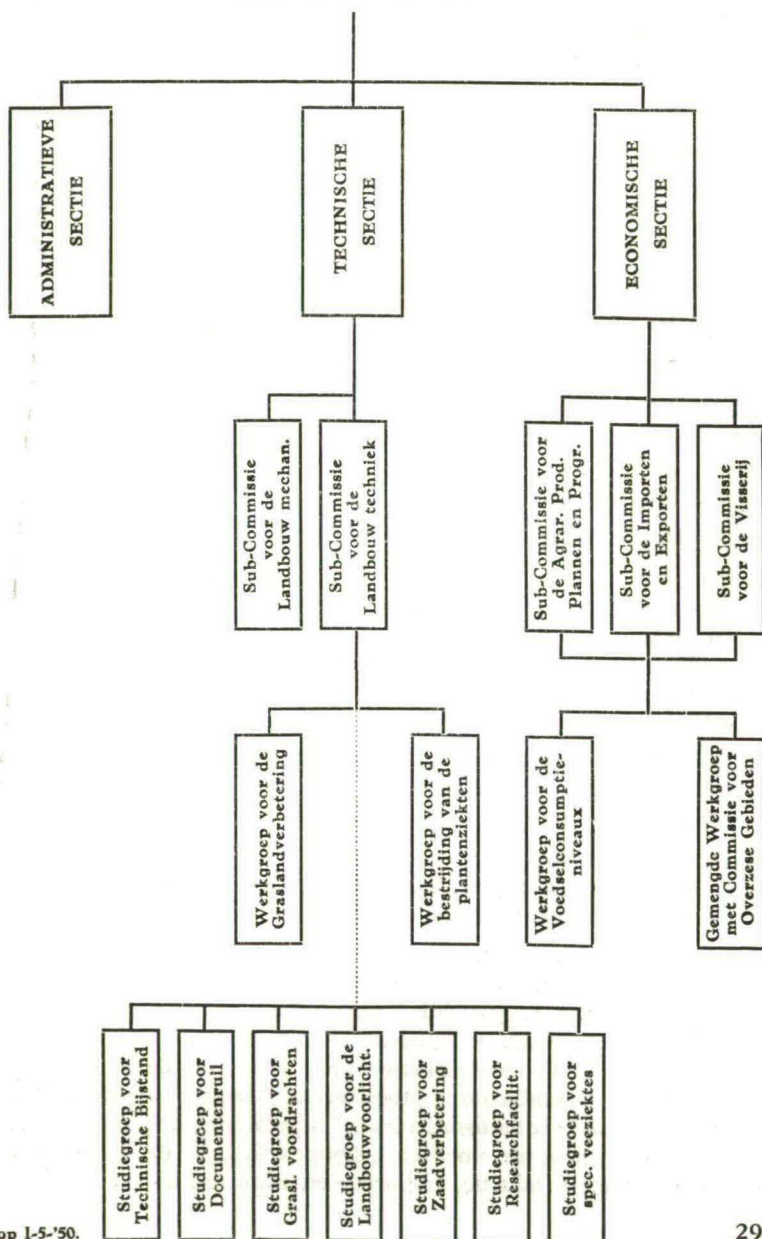 ADMINISTRATIEVE
SECTIE
TECHNISCHE
SECTIE
ECONOMISCHE
SECTIE
Sub-Commissie
voor de
Landbouw mechan.
Sub-Commissie
voor de
Landbouw techniek
Sub-Commissie voor
de Agrar. Prod.
Plannen en Progr.
Sub-Commissie
voor de Importen
en Exporten
Sub-Commissie
voor de Visserij
Werkgroep voor de
Graslandverbetering
Werkgroep voor de
bestrijding van de
plantenziekten
Werkgroep voor de
Voedselconsumptie-
niveaux
Gemengde Werkgroep
met Commissie voor
Overzese Gebieden
Studiegroep voor
Technische Bijstand
Studiegroep voor
Documentenruil
Studiegroep voor
Grasl. voordrachten
Studiegroep voor de
Landbouwvoorlicht.
Studiegroep voor
Zaadverbetering
Studiegroep voor
Researchfacilit.
Studiegroep voor
spec. veeziektes
op 1-5-'50.
29